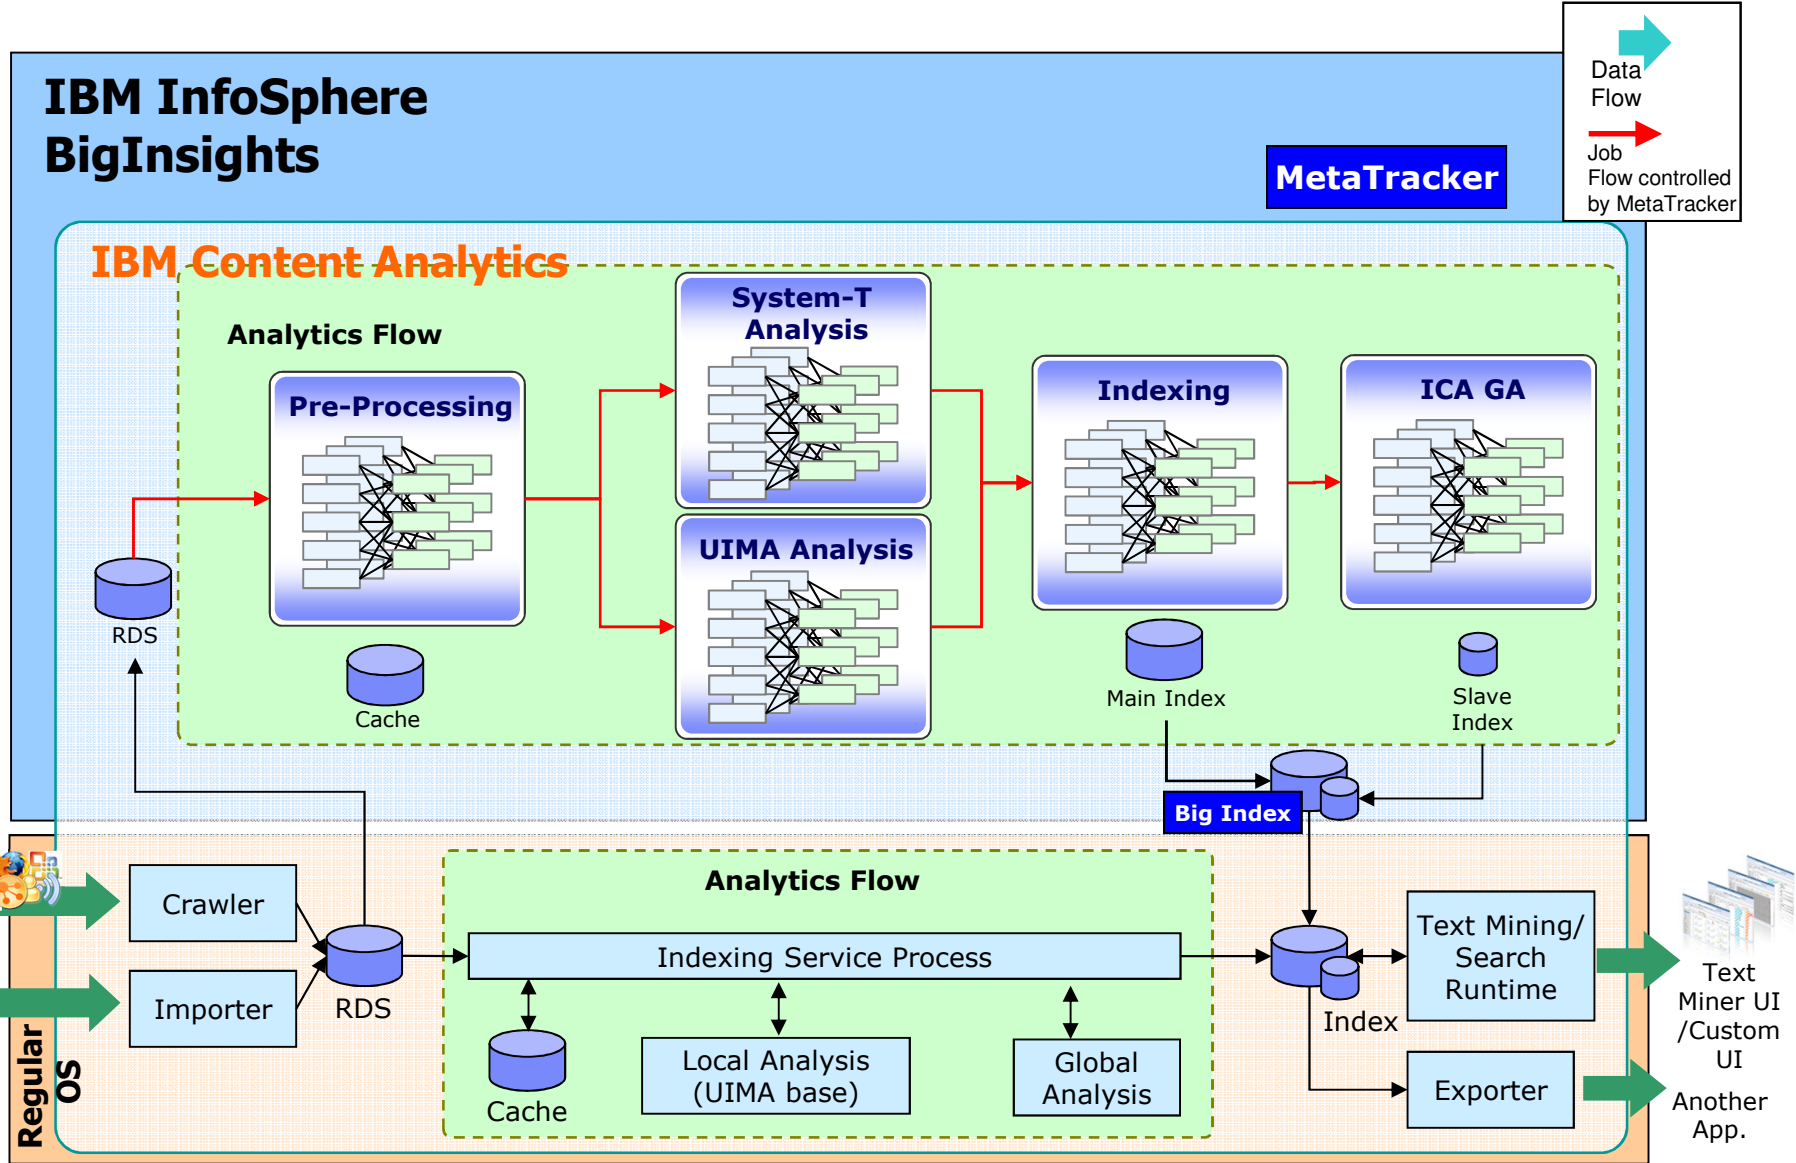 Data
Flow
Job
Flow controlled
by MetaTracker
IBM InfoSphere
BigInsights
MetaTracker
IBM Content Analytics
Analytics Flow
Pre-Processing
System-T
Analysis
UIMA Analysis
Indexing
ICA GA
RDS
Cache
Main Index
Slave
Index
Big Index
Regular
OS
Crawler
Importer
RDS
Analytics Flow
Indexing Service Process
Cache
Local Analysis
(UIMA base)
Global
Analysis
Index
Text Mining/
Search
Runtime
Exporter
Text
Miner UI
/Custom
UI
Another
App.